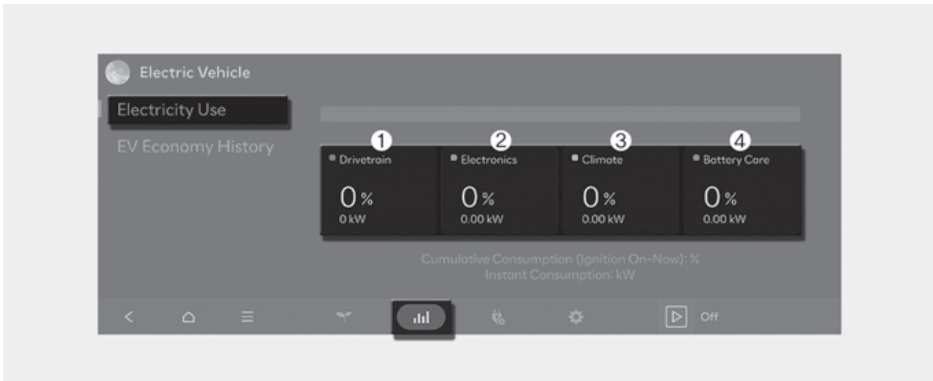 Electric Vehicle
Electricity Use
EV Economy History
1 2 3 4
Drivetrain Electronics Climate Battery Care
0 % 0 % 0 % 0 %
0 kW 0.00 kW 0.00 kW 0.00 kW
Cumulative Consumption (Ignition On-Now): %
Instant Consumption: kW
Off